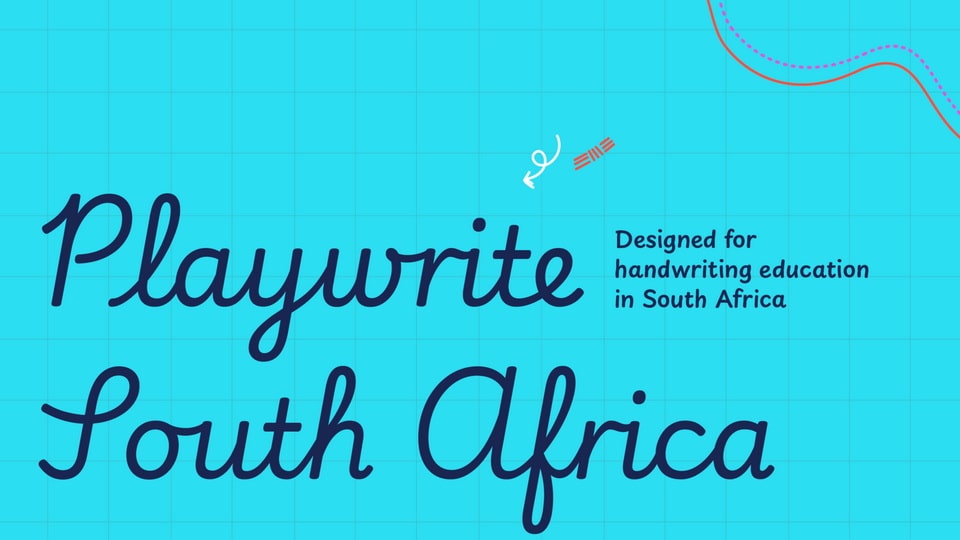 Playwrite
Designed for
handwriting education
in South Africa
South Africa